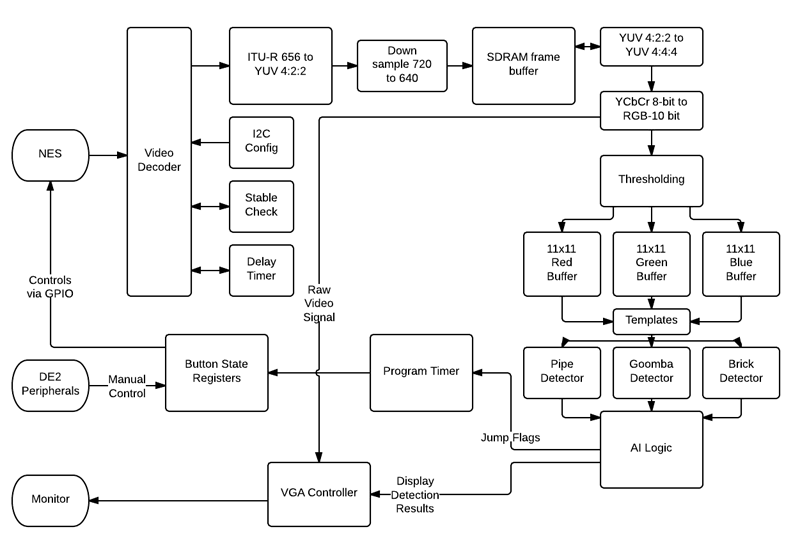 ITU-R 656 to
YUV 4:2:2
Down
sample 720
to 640
SDRAM frame
buffer
YUV 4:2:2 to
YUV 4:4:4
YCbCr 8-bit to
RGB-10 bit
NES
Video
Decoder
I2C
Config
Thresholding
Stable
Check
Delay
Timer
11x11
Red
Buffer
11x11
Green
Buffer
11x11
Blue
Buffer
Controls
via GPIO
Raw
Video
Signal
Templates
Button State
Registers
Program Timer
Pipe
Detector
Goomba
Detector
Brick
Detector
DE2
Peripherals
Manual
Control
Jump Flags
AI Logic
Monitor
VGA Controller
Display
Detection
Results